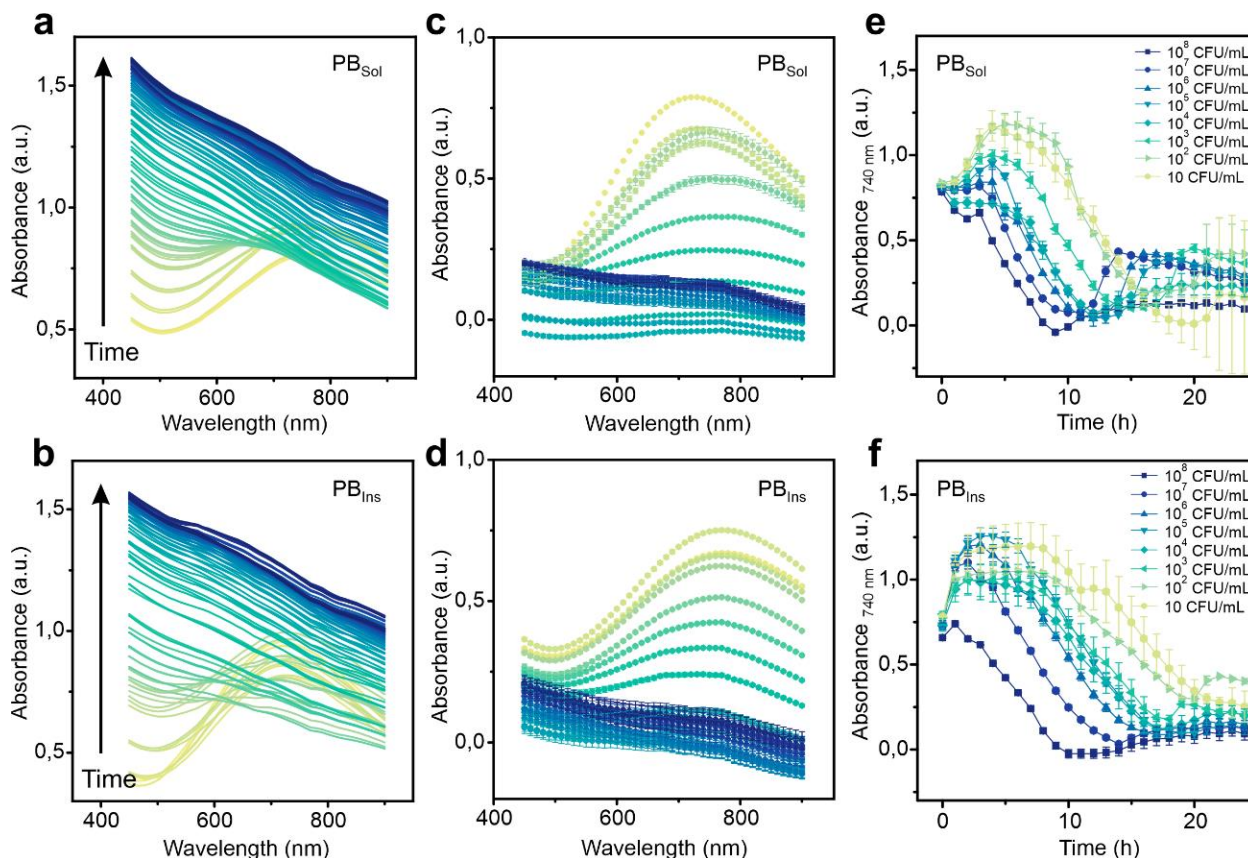 a
PB_Sol
1,5
1,0
0,5
Absorbance (a.u.)
Time
400 600 800
Wavelength (nm)
c
PB_Sol
1,0
0,5
0,0
Absorbance (a.u.)
400 600 800
Wavelength (nm)
e
PB_Sol
10^8 CFU/mL
10^7 CFU/mL
10^6 CFU/mL
10^5 CFU/mL
10^4 CFU/mL
10^3 CFU/mL
10^2 CFU/mL
10 CFU/mL
1,5
1,0
0,5
0,0
Absorbance 740 nm (a.u.)
0 10 20
Time (h)
b
PB_Ins
1,5
1,0
0,5
Absorbance (a.u.)
Time
400 600 800
Wavelength (nm)
d
PB_Ins
1,0
0,5
0,0
Absorbance (a.u.)
400 600 800
Wavelength (nm)
f
PB_Ins
10^8 CFU/mL
10^7 CFU/mL
10^6 CFU/mL
10^5 CFU/mL
10^4 CFU/mL
10^3 CFU/mL
10^2 CFU/mL
10 CFU/mL
1,5
1,0
0,5
0,0
Absorbance 740 nm (a.u.)
0 10 20
Time (h)